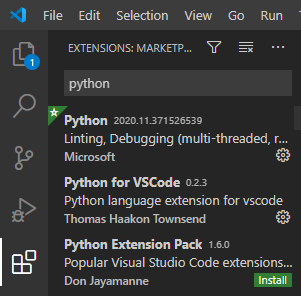 File Edit Selection View Go Run
EXTENSIONS: MARKETP...
1
python
Python 2020.11.371526539
Linting, Debugging (multi-threaded, r...
Microsoft
Python for VSCode 0.2.3
Python language extension for vscode
Thomas Haakon Townsend
Python Extension Pack 1.6.0
Popular Visual Studio Code extensions...
Don Jayamanne Install